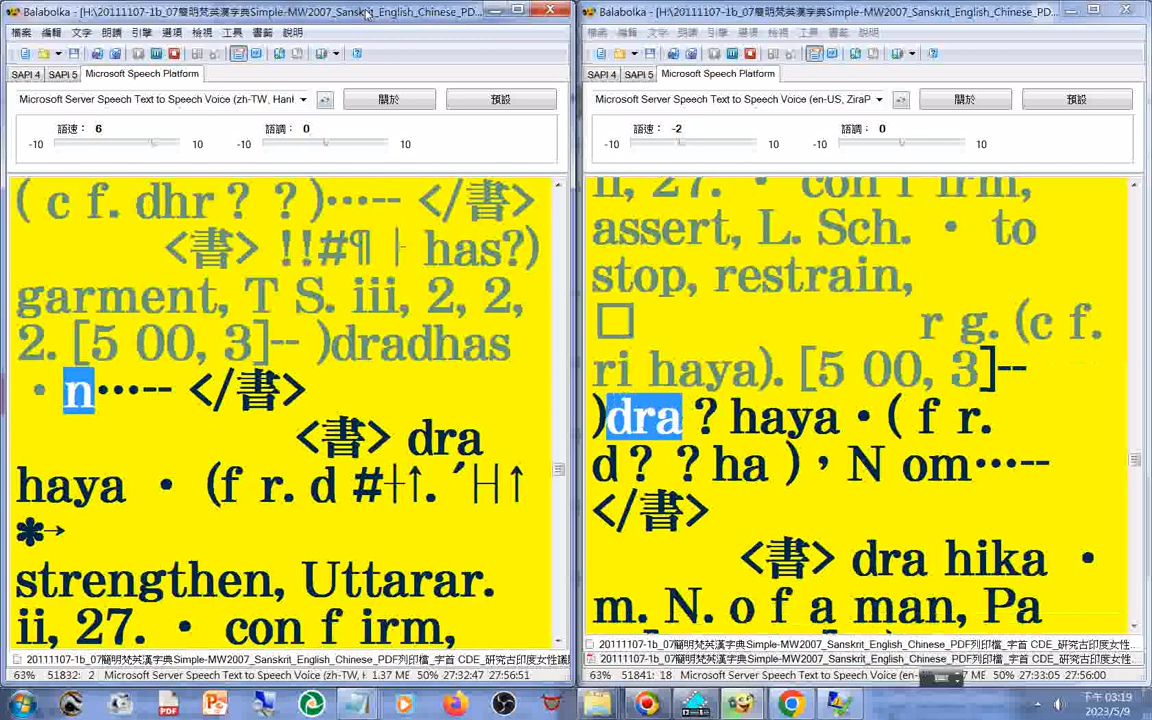 Balabolka - [H:\20111107-1b_07簡明梵英漢字典Simple-MW2007_Sanskrit_English_Chinese_PD...
檔案 編輯 文字 朗讀 引擎 選項 檢視 工具 書籤 說明
SAPI 4 SAPI 5 Microsoft Speech Platform
Microsoft Server Speech Text to Speech Voice (zh-TW, Hanl 關於 預設
語速： 6 語調： 0
-10 10 -10 10
( c f. dhr？？)…-- </書>
<書> !!#¶├has?)
garment, T S. iii, 2, 2,
2. [5 00, 3]-- )dradhas
• n…-- </書>
<書> dra
haya • (f r. d #┼↑.ˊ├┤↑
✱→
strengthen, Uttarar.
ii, 27. • con f irm,
20111107-1b_07簡明梵英漢字典Simple-MW2007_Sanskrit_English_Chinese_PDF列印檔_字首 CDE_研究古印度女性議
63% 51832: 2 Microsoft Server Speech Text to Speech Voice (zh-TW, H 1.37 MB 50% 27:32:47 27:56:51
Balabolka - [H:\20111107-1b_07簡明梵英漢字典Simple-MW2007_Sanskrit_English_Chinese_PD...
檔案 編輯 文字 朗讀 引擎 選項 檢視 工具 書籤 說明
SAPI 4 SAPI 5 Microsoft Speech Platform
Microsoft Server Speech Text to Speech Voice (en-US, ZiraP 關於 預設
語速： -2 語調： 0
-10 10 -10 10
ii, 27. • con f irm,
assert, L. Sch. • to
stop, restrain,
□ r g. (c f.
ri haya). [5 00, 3]--
)dra？haya•( f r.
d？？ha )，N om…--
</書>
<書> dra hika •
m. N. o f a man, Pa
20111107-1b_07簡明梵英漢字典Simple-MW2007_Sanskrit_English_Chinese_PDF列印檔_字首 CDE_研究古印度女性
20111107-1b_07簡明梵英漢字典Simple-MW2007_Sanskrit_English_Chinese_PDF列印檔_字首 CDE_研究古印度女性...
63% 51841: 18 Microsoft Server Speech Text to Speech Voice (en-us 50% 27:33:05 27:56:00
下午 03:19
2023/5/9